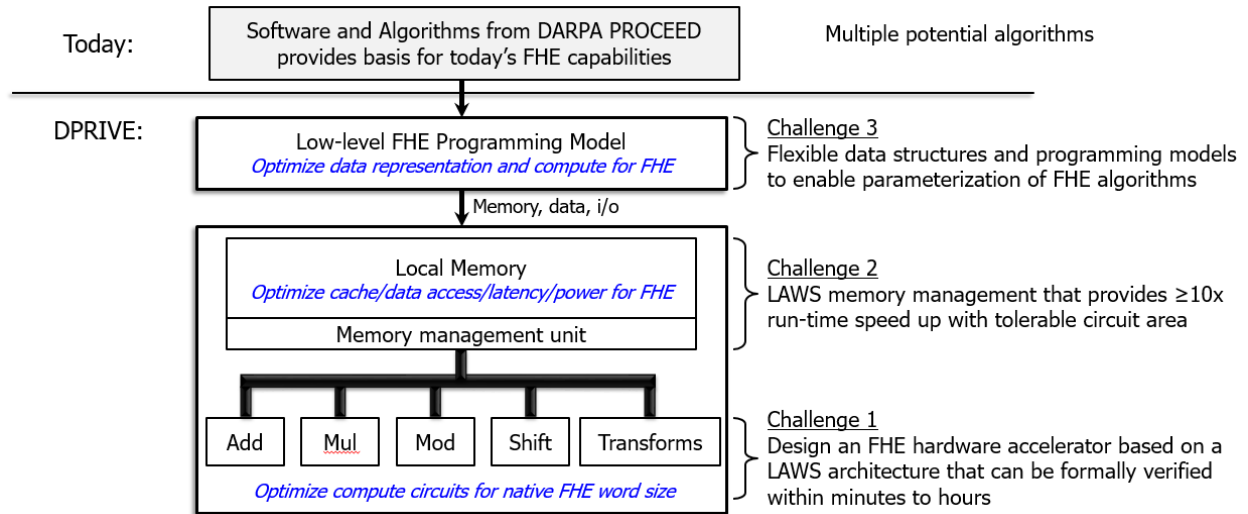 Today:
Software and Algorithms from DARPA PROCEED
provides basis for today's FHE capabilities
Multiple potential algorithms
DPRIVE:
Low-level FHE Programming Model
Optimize data representation and compute for FHE
Challenge 3
Flexible data structures and programming models
to enable parameterization of FHE algorithms
Memory, data, i/o
Local Memory
Optimize cache/data access/latency/power for FHE
Memory management unit
Challenge 2
LAWS memory management that provides ≥10x
run-time speed up with tolerable circuit area
Add
Mul
Mod
Shift
Transforms
Optimize compute circuits for native FHE word size
Challenge 1
Design an FHE hardware accelerator based on a
LAWS architecture that can be formally verified
within minutes to hours